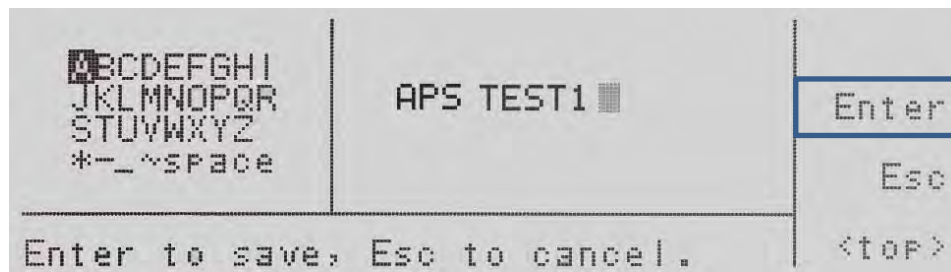 ABCDEFGHI
JKLMNOPQR
STUVWXYZ
*-_~space
APS TEST1
Enter
Esc
<top>
Enter to save, Esc to cancel.